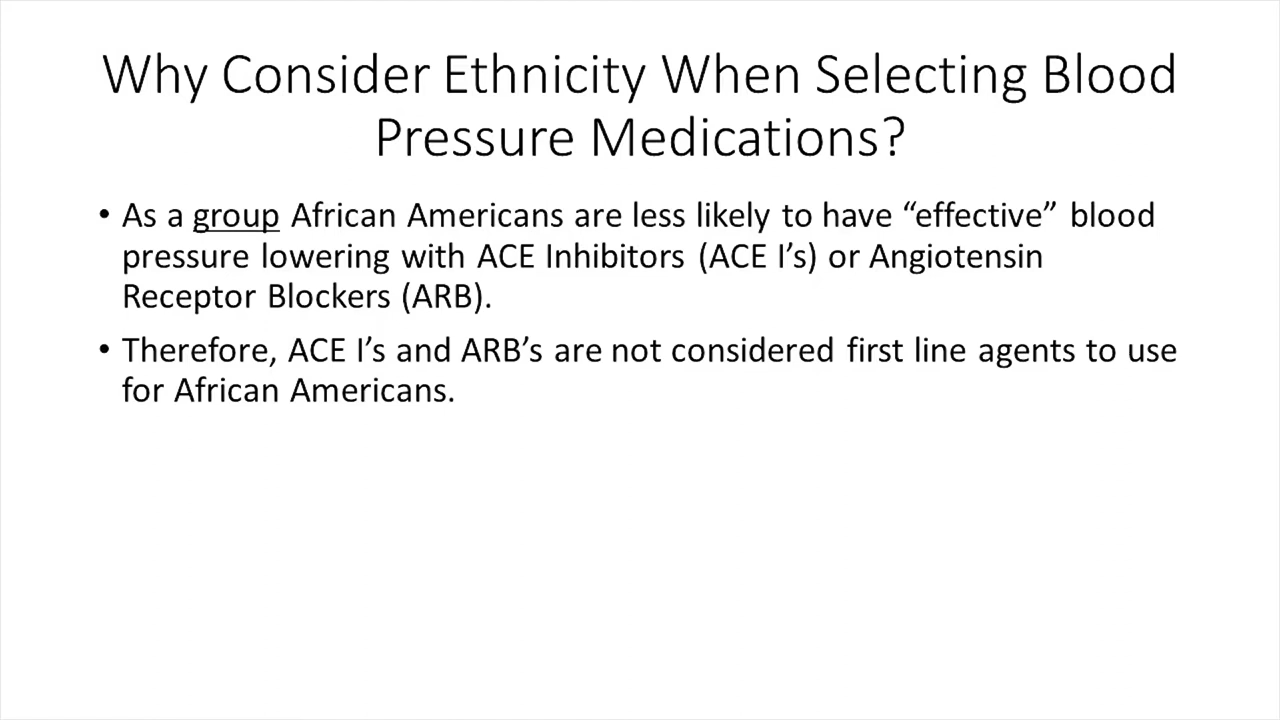 Why Consider Ethnicity When Selecting Blood
Pressure Medications?
• As a group African Americans are less likely to have “effective” blood
pressure lowering with ACE Inhibitors (ACE I’s) or Angiotensin
Receptor Blockers (ARB).
• Therefore, ACE I’s and ARB’s are not considered first line agents to use
for African Americans.